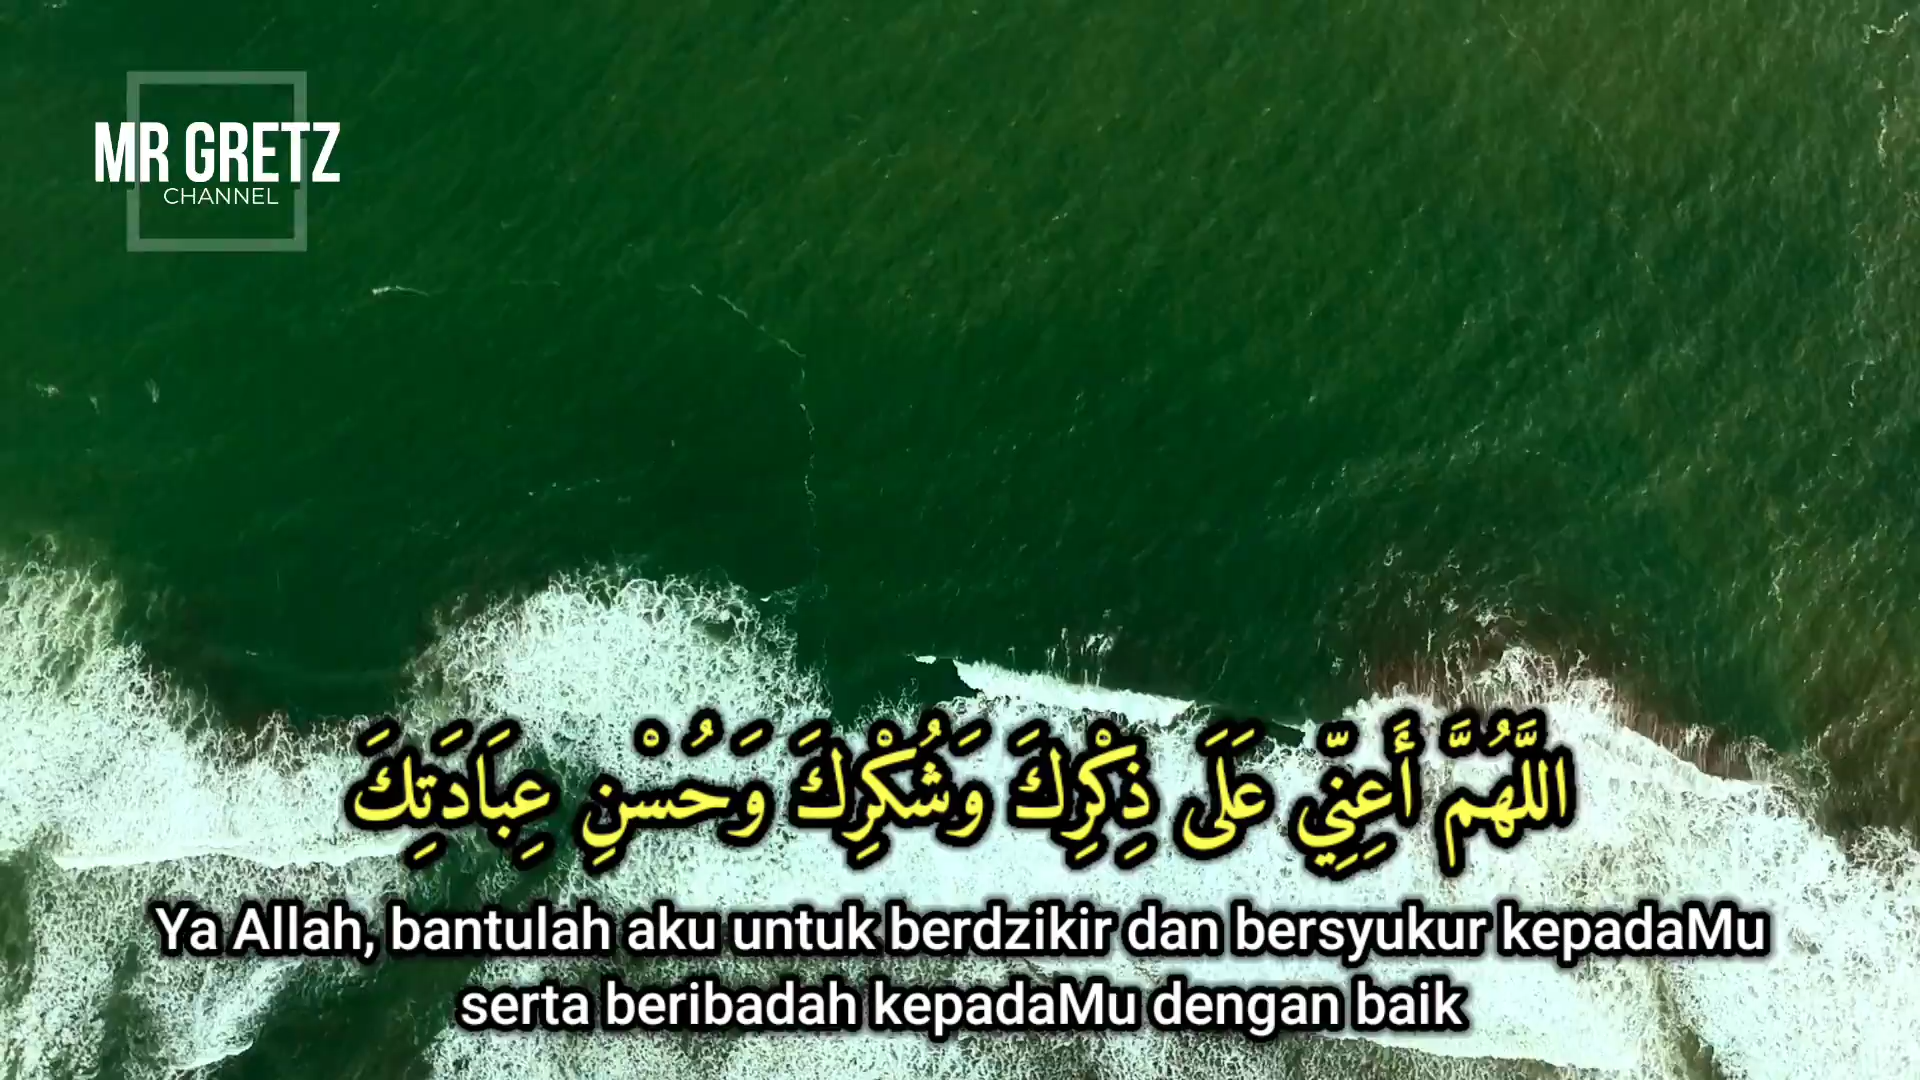 MR GRETZ
CHANNEL
اللَّهُمَّ أَعِنِّي عَلَى ذِكْرِكَ وَشُكْرِكَ وَحُسْنِ عِبَادَتِكَ
Ya Allah, bantulah aku untuk berdzikir dan bersyukur kepadaMu
serta beribadah kepadaMu dengan baik